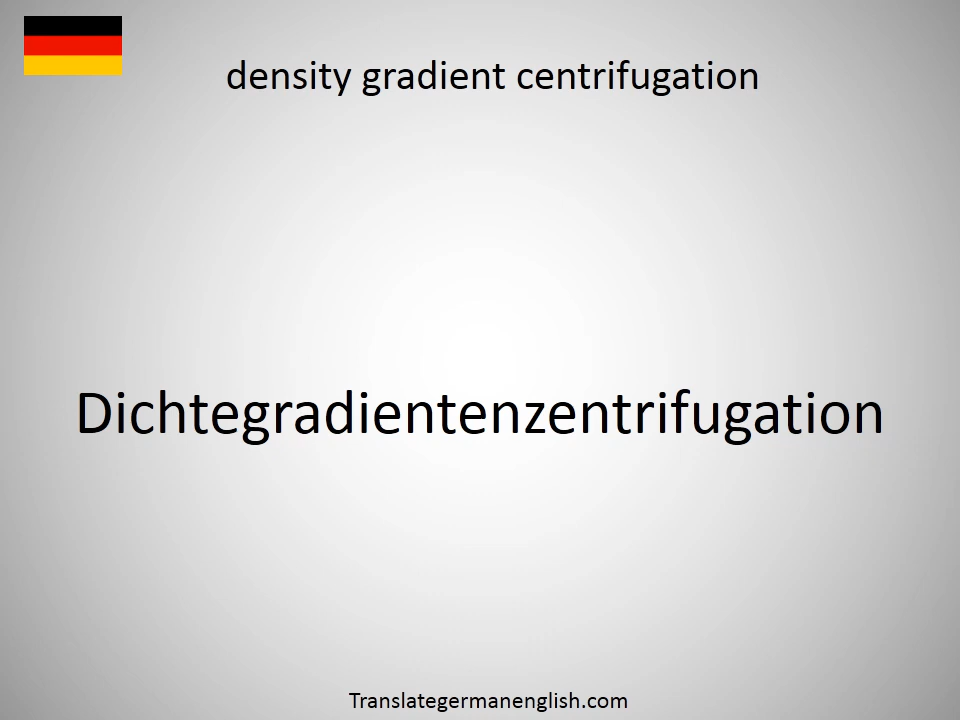 density gradient centrifugation
Dichtegradientenzentrifugation
Translategermanenglish.com